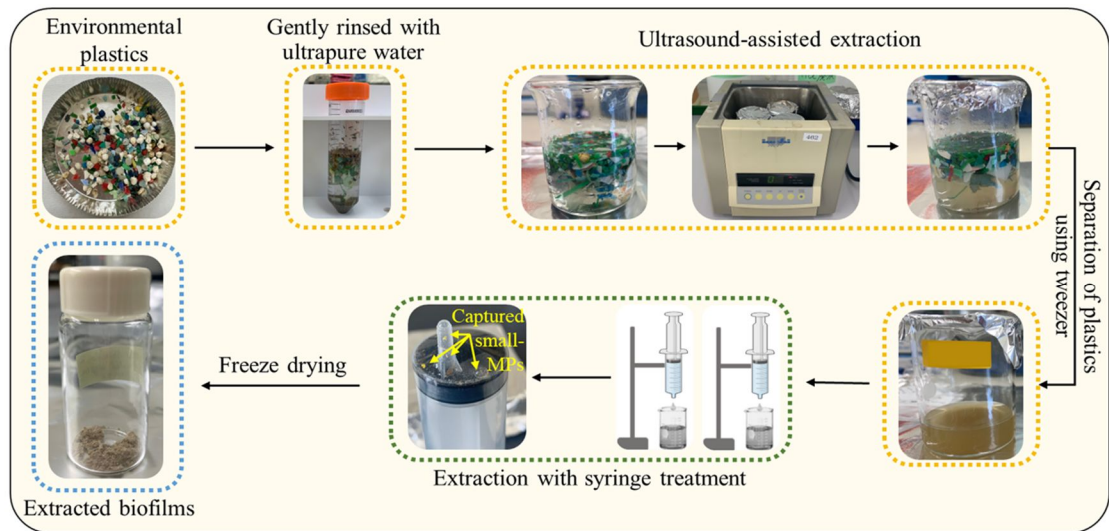 Environmental
plastics
Gently rinsed with
ultrapure water
Ultrasound-assisted extraction
Separation of plastics
using tweezer
Captured
small-
MPs
Extraction with syringe treatment
Freeze drying
Extracted biofilms